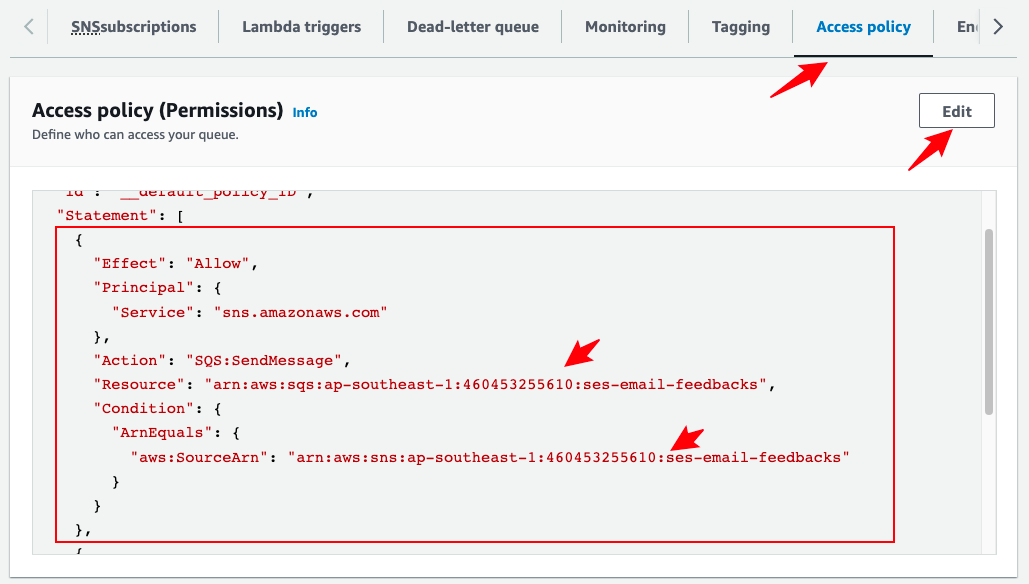 SNS subscriptions
Lambda triggers
Dead-letter queue
Monitoring
Tagging
Access policy
En
Access policy (Permissions) Info
Edit
Define who can access your queue.
"Id": "__default_policy_ID",
"Statement": [
{
"Effect": "Allow",
"Principal": {
"Service": "sns.amazonaws.com"
},
"Action": "SQS:SendMessage",
"Resource": "arn:aws:sqs:ap-southeast-1:460453255610:ses-email-feedbacks",
"Condition": {
"ArnEquals": {
"aws:SourceArn": "arn:aws:sns:ap-southeast-1:460453255610:ses-email-feedbacks"
}
}
},
{